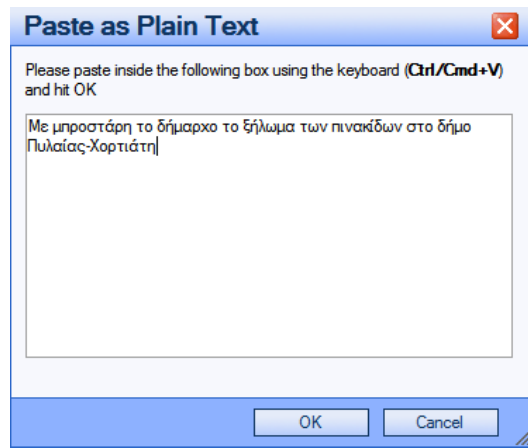 Paste as Plain Text
Please paste inside the following box using the keyboard (Ctrl/Cmd+V)
and hit OK
Με μπροστάρη το δήμαρχο το ξήλωμα των πινακίδων στο δήμο
Πυλαίας-Χορτιάτη
OK Cancel